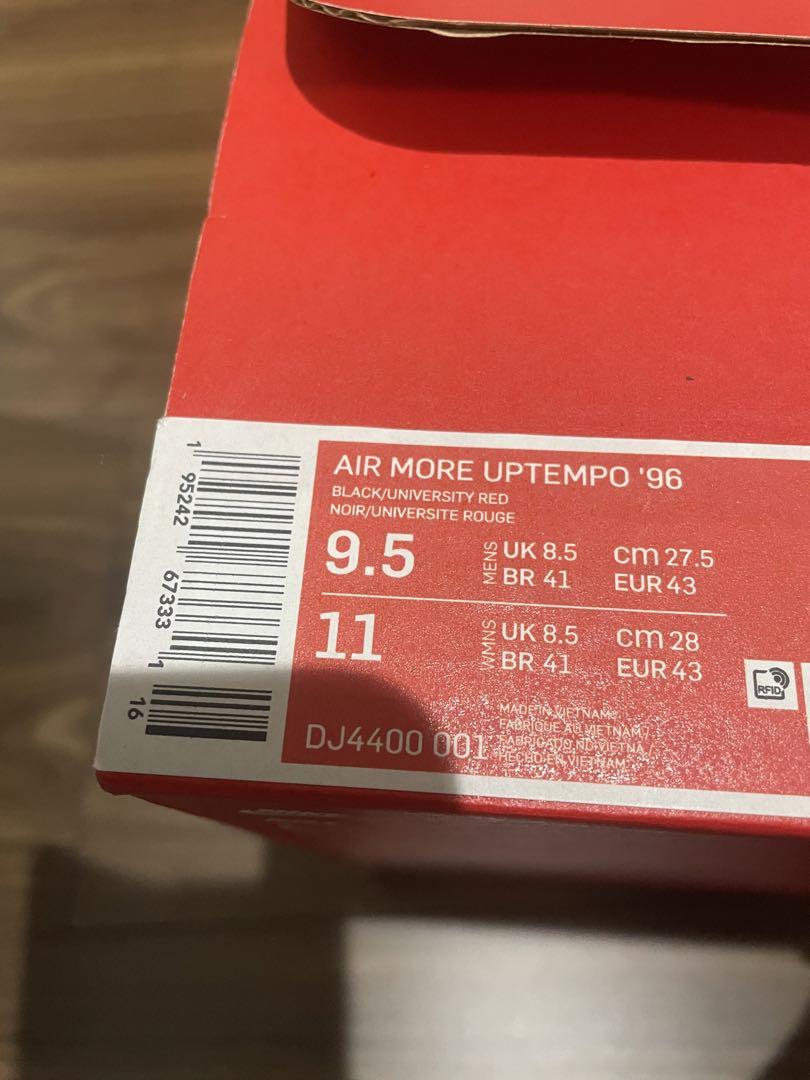 AIR MORE UPTEMPO '96
BLACK/UNIVERSITY RED
NOIR/UNIVERSITE ROUGE
9.5
MENS
UK 8.5 cm 27.5
BR 41 EUR 43
11
WMNS
UK 8.5 cm 28
BR 41 EUR 43
RFID
DJ4400 001
MADE IN VIETNAM/
FABRIQUE AU VIETNAM/
FABRICADO NO VIETNA/
HECHO EN VIETNAM
1 95242 67333 1 16